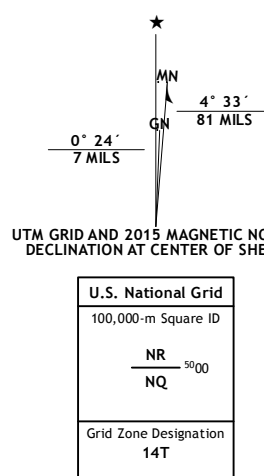 ★
MN
GN
0° 24´
7 MILS
4° 33´
81 MILS
UTM GRID AND 2015 MAGNETIC NO
DECLINATION AT CENTER OF SHE
U.S. National Grid
100,000-m Square ID
NR
5000
NQ
Grid Zone Designation
14T